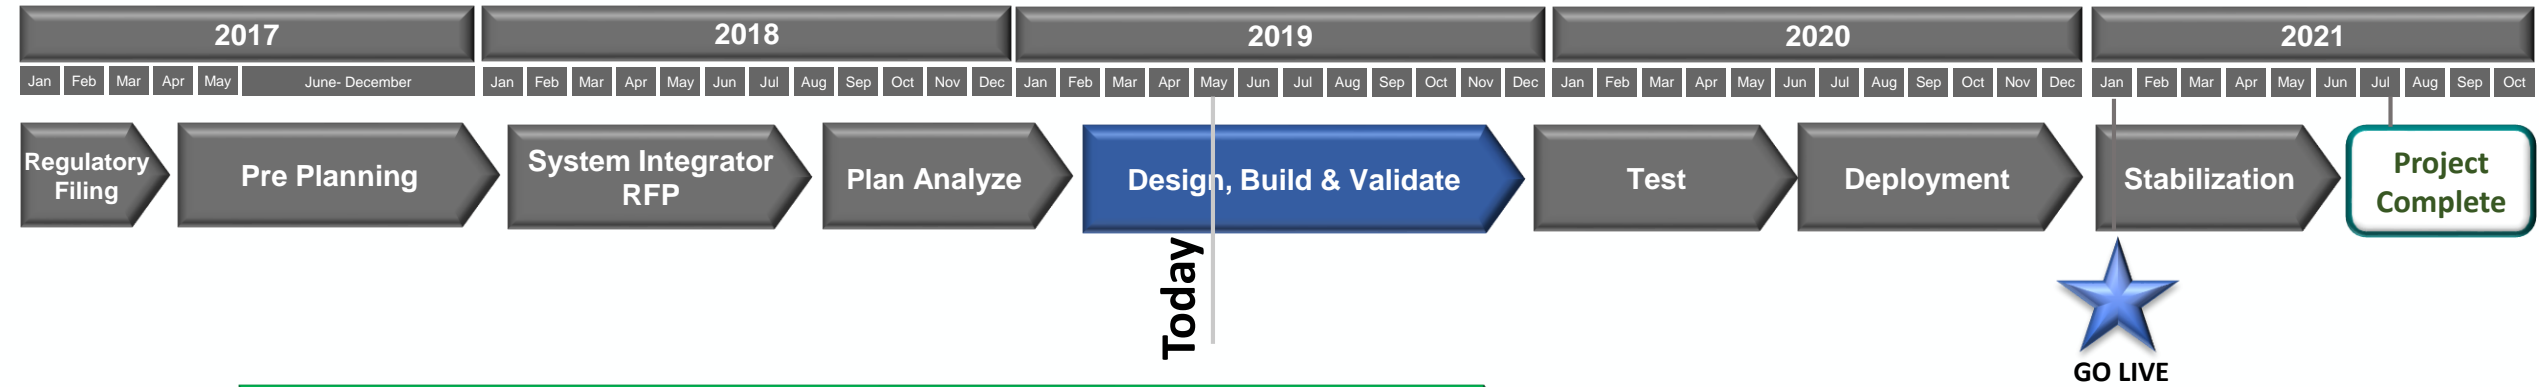 2017 2018 2019 2020 2021
Jan Feb Mar Apr May June- December Jan Feb Mar Apr May Jun Jul Aug Sep Oct Nov Dec Jan Feb Mar Apr May Jun Jul Aug Sep Oct Nov Dec Jan Feb Mar Apr May Jun Jul Aug Sep Oct Nov Dec Jan Feb Mar Apr May Jun Jul Aug Sep Oct
Regulatory
Filing
Pre Planning
System Integrator
RFP
Plan Analyze
Design, Build & Validate
Test
Deployment
Stabilization
Project
Complete
Today
GO LIVE